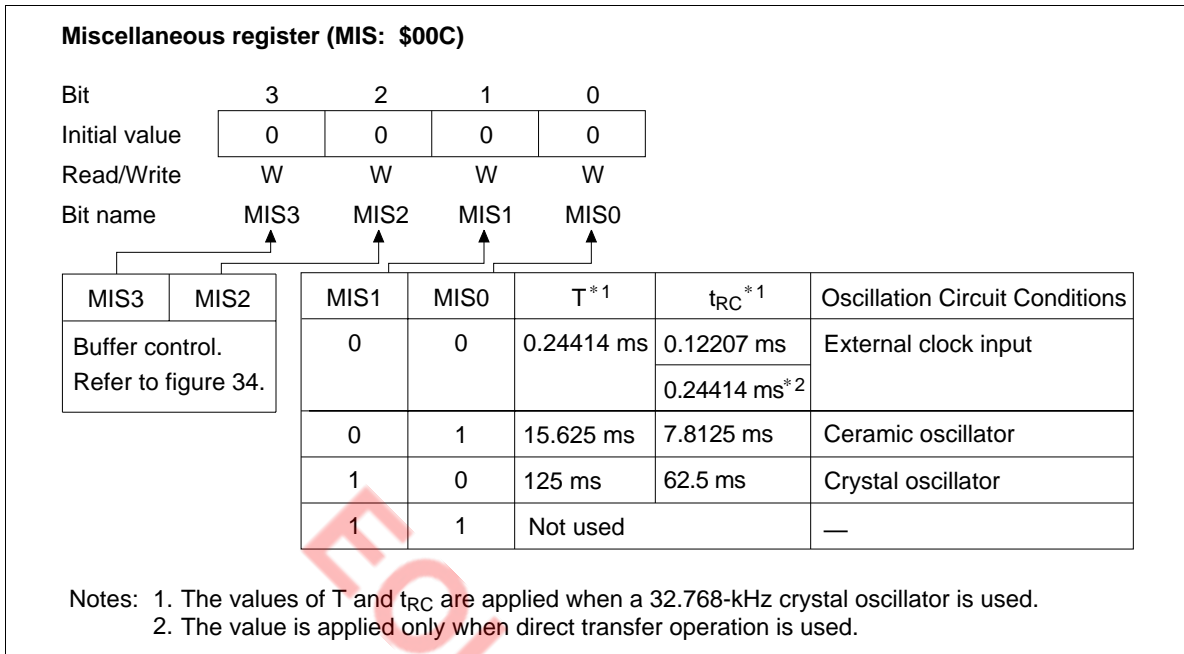 Miscellaneous register (MIS: $00C)
Bit 3 2 1 0
Initial value 0 0 0 0
Read/Write W W W W
Bit name MIS3 MIS2 MIS1 MIS0
MIS3 MIS2
Buffer control.
Refer to figure 34.
MIS1 MIS0 T*1 tRC*1 Oscillation Circuit Conditions
0 0 0.24414 ms 0.12207 ms External clock input
0.24414 ms*2
0 1 15.625 ms 7.8125 ms Ceramic oscillator
1 0 125 ms 62.5 ms Crystal oscillator
1 1 Not used —
Notes: 1. The values of T and tRC are applied when a 32.768-kHz crystal oscillator is used.
2. The value is applied only when direct transfer operation is used.